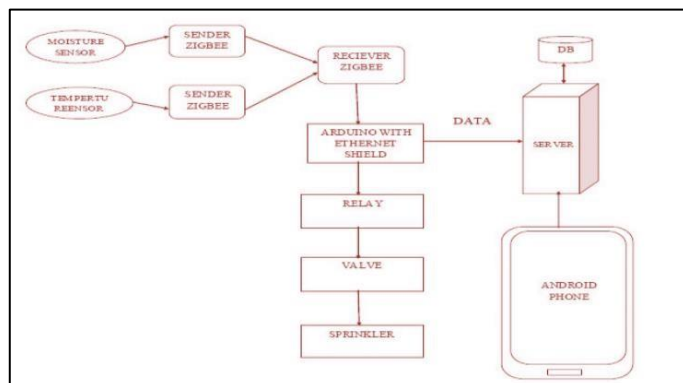 MOISTURE
SENSOR
SENDER
ZIGBEE
RECIEVER
ZIGBEE
DB
TEMPERTU
REENSOR
SENDER
ZIGBEE
ARDUINO WITH
ETHERNET
SHIELD
DATA
SERVER
RELAY
VALVE
SPRINKLER
ANDROID
PHONE